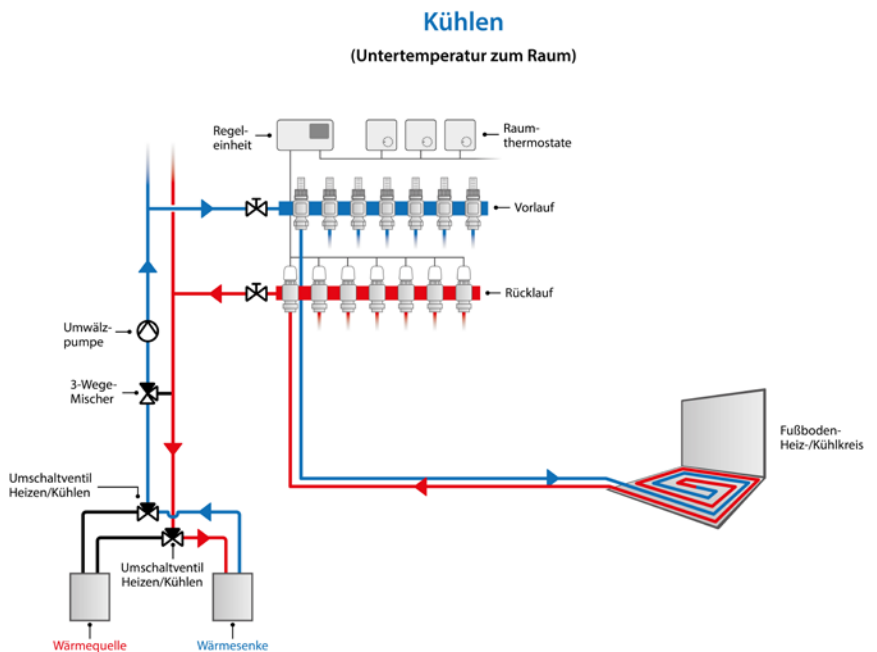 Kühlen
(Untertemperatur zum Raum)
Regel-
einheit
Raum-
thermostate
Vorlauf
Rücklauf
Umwälz-
pumpe
3-Wege-
Mischer
Fußboden-
Heiz-/Kühlkreis
Umschaltventil
Heizen/Kühlen
Umschaltventil
Heizen/Kühlen
Wärmequelle
Wärmesenke